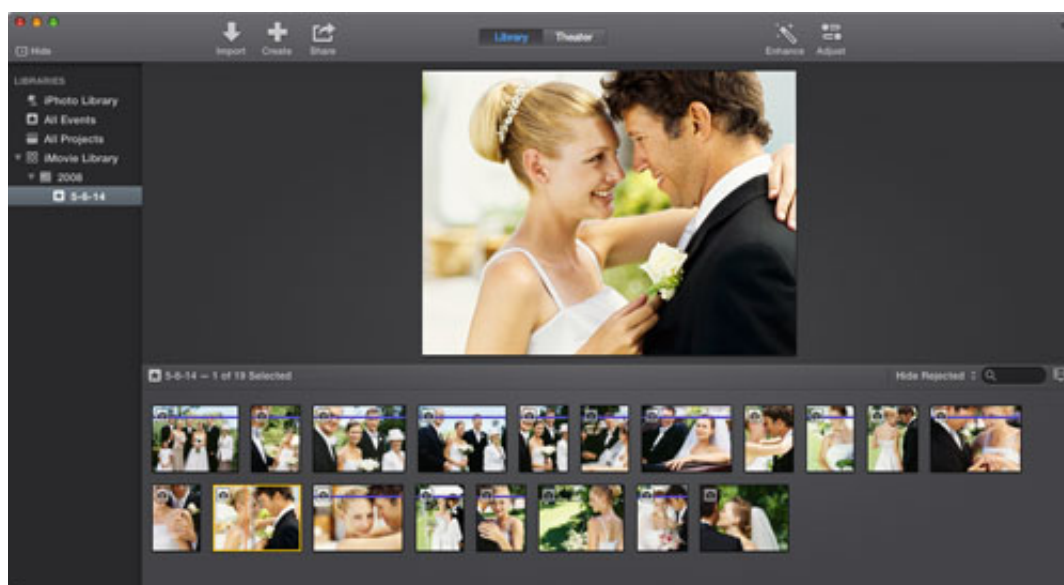 Hide
Import
Create
Share
Library
Theater
Enhance
Adjust
LIBRARIES
iPhoto Library
All Events
All Projects
iMovie Library
2008
5-6-14
5-6-14 — 1 of 19 Selected
Hide Rejected